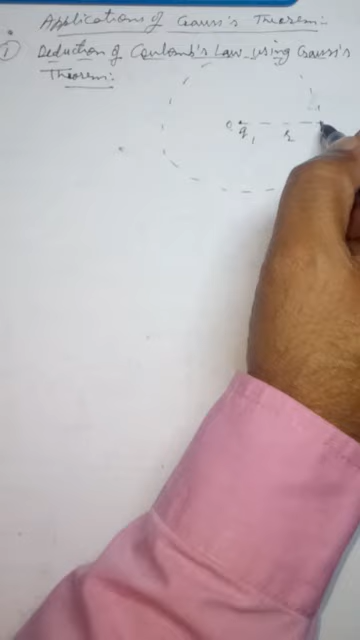 Applications of Gauss's Theorem:-
① Deduction of Coulomb's Law using Gauss's
Theorem:-
O q₁ r